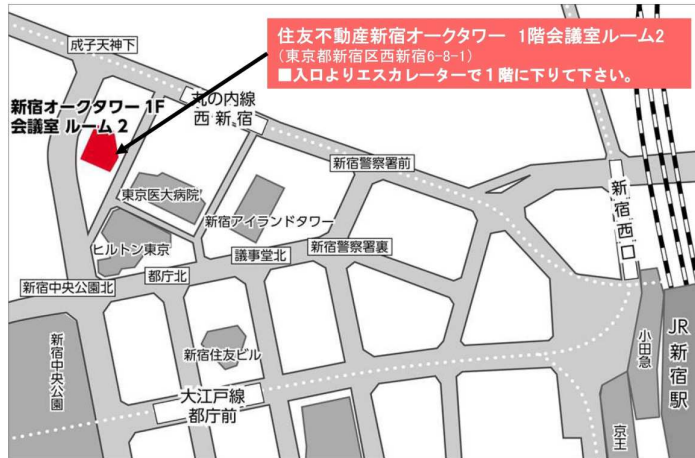 住友不動産新宿オークタワー 1階会議室ルーム2
(東京都新宿区西新宿6-8-1)
■入口よりエスカレーターで１階に下りて下さい。
成子天神下
新宿オークタワー 1F
会議室 ルーム 2
丸の内線
西新宿
新宿警察署前
新宿西口
東京医大病院
新宿アイランドタワー
ヒルトン東京
議事堂北
新宿警察署裏
都庁北
新宿中央公園北
新宿中央公園
新宿住友ビル
大江戸線
都庁前
小田急
JR新宿駅
京王